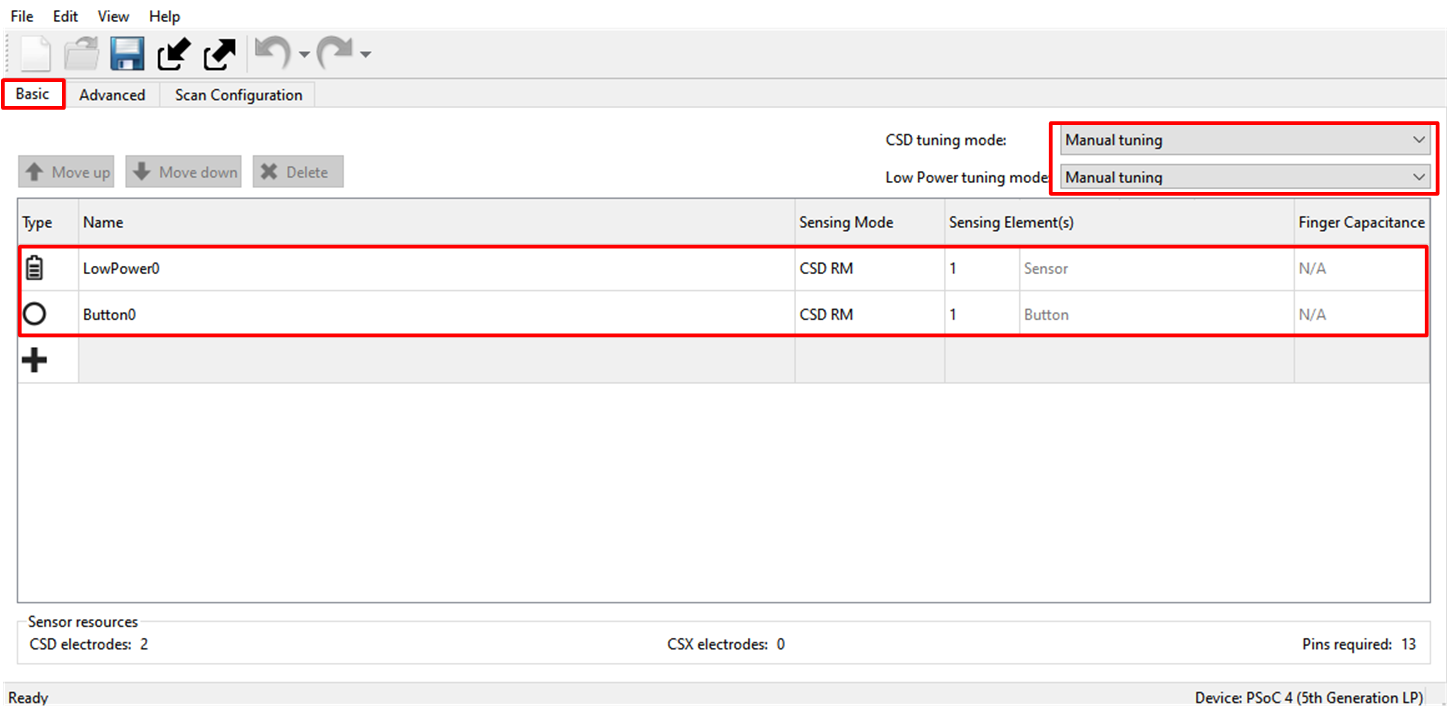 File Edit View Help
Basic Advanced Scan Configuration
CSD tuning mode: Manual tuning
Move up Move down Delete
Low Power tuning mode: Manual tuning
Type Name Sensing Mode Sensing Element(s) Finger Capacitance
LowPower0 CSD RM 1 Sensor N/A
Button0 CSD RM 1 Button N/A
Sensor resources
CSD electrodes: 2 CSX electrodes: 0 Pins required: 13
Ready Device: PSoC 4 (5th Generation LP)